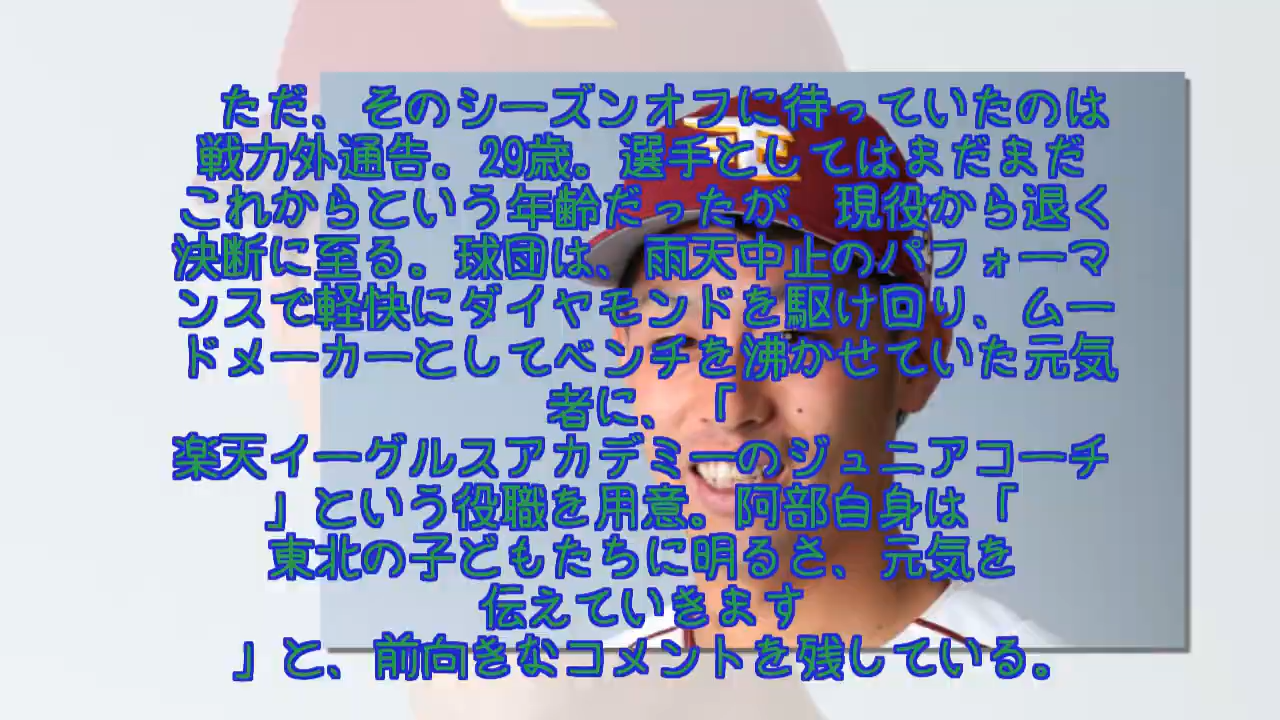 ただ、そのシーズンオフに待っていたのは
戦力外通告。29歳。選手としてはまだまだ
これからという年齢だったが、現役から退く
決断に至る。球団は、雨天中止のパフォーマ
ンスで軽快にダイヤモンドを駆け回り、ムー
ドメーカーとしてベンチを沸かせていた元気
者に、「
楽天イーグルスアカデミーのジュニアコーチ
」という役職を用意。阿部自身は「
東北の子どもたちに明るさ、元気を
伝えていきます
」と、前向きなコメントを残している。